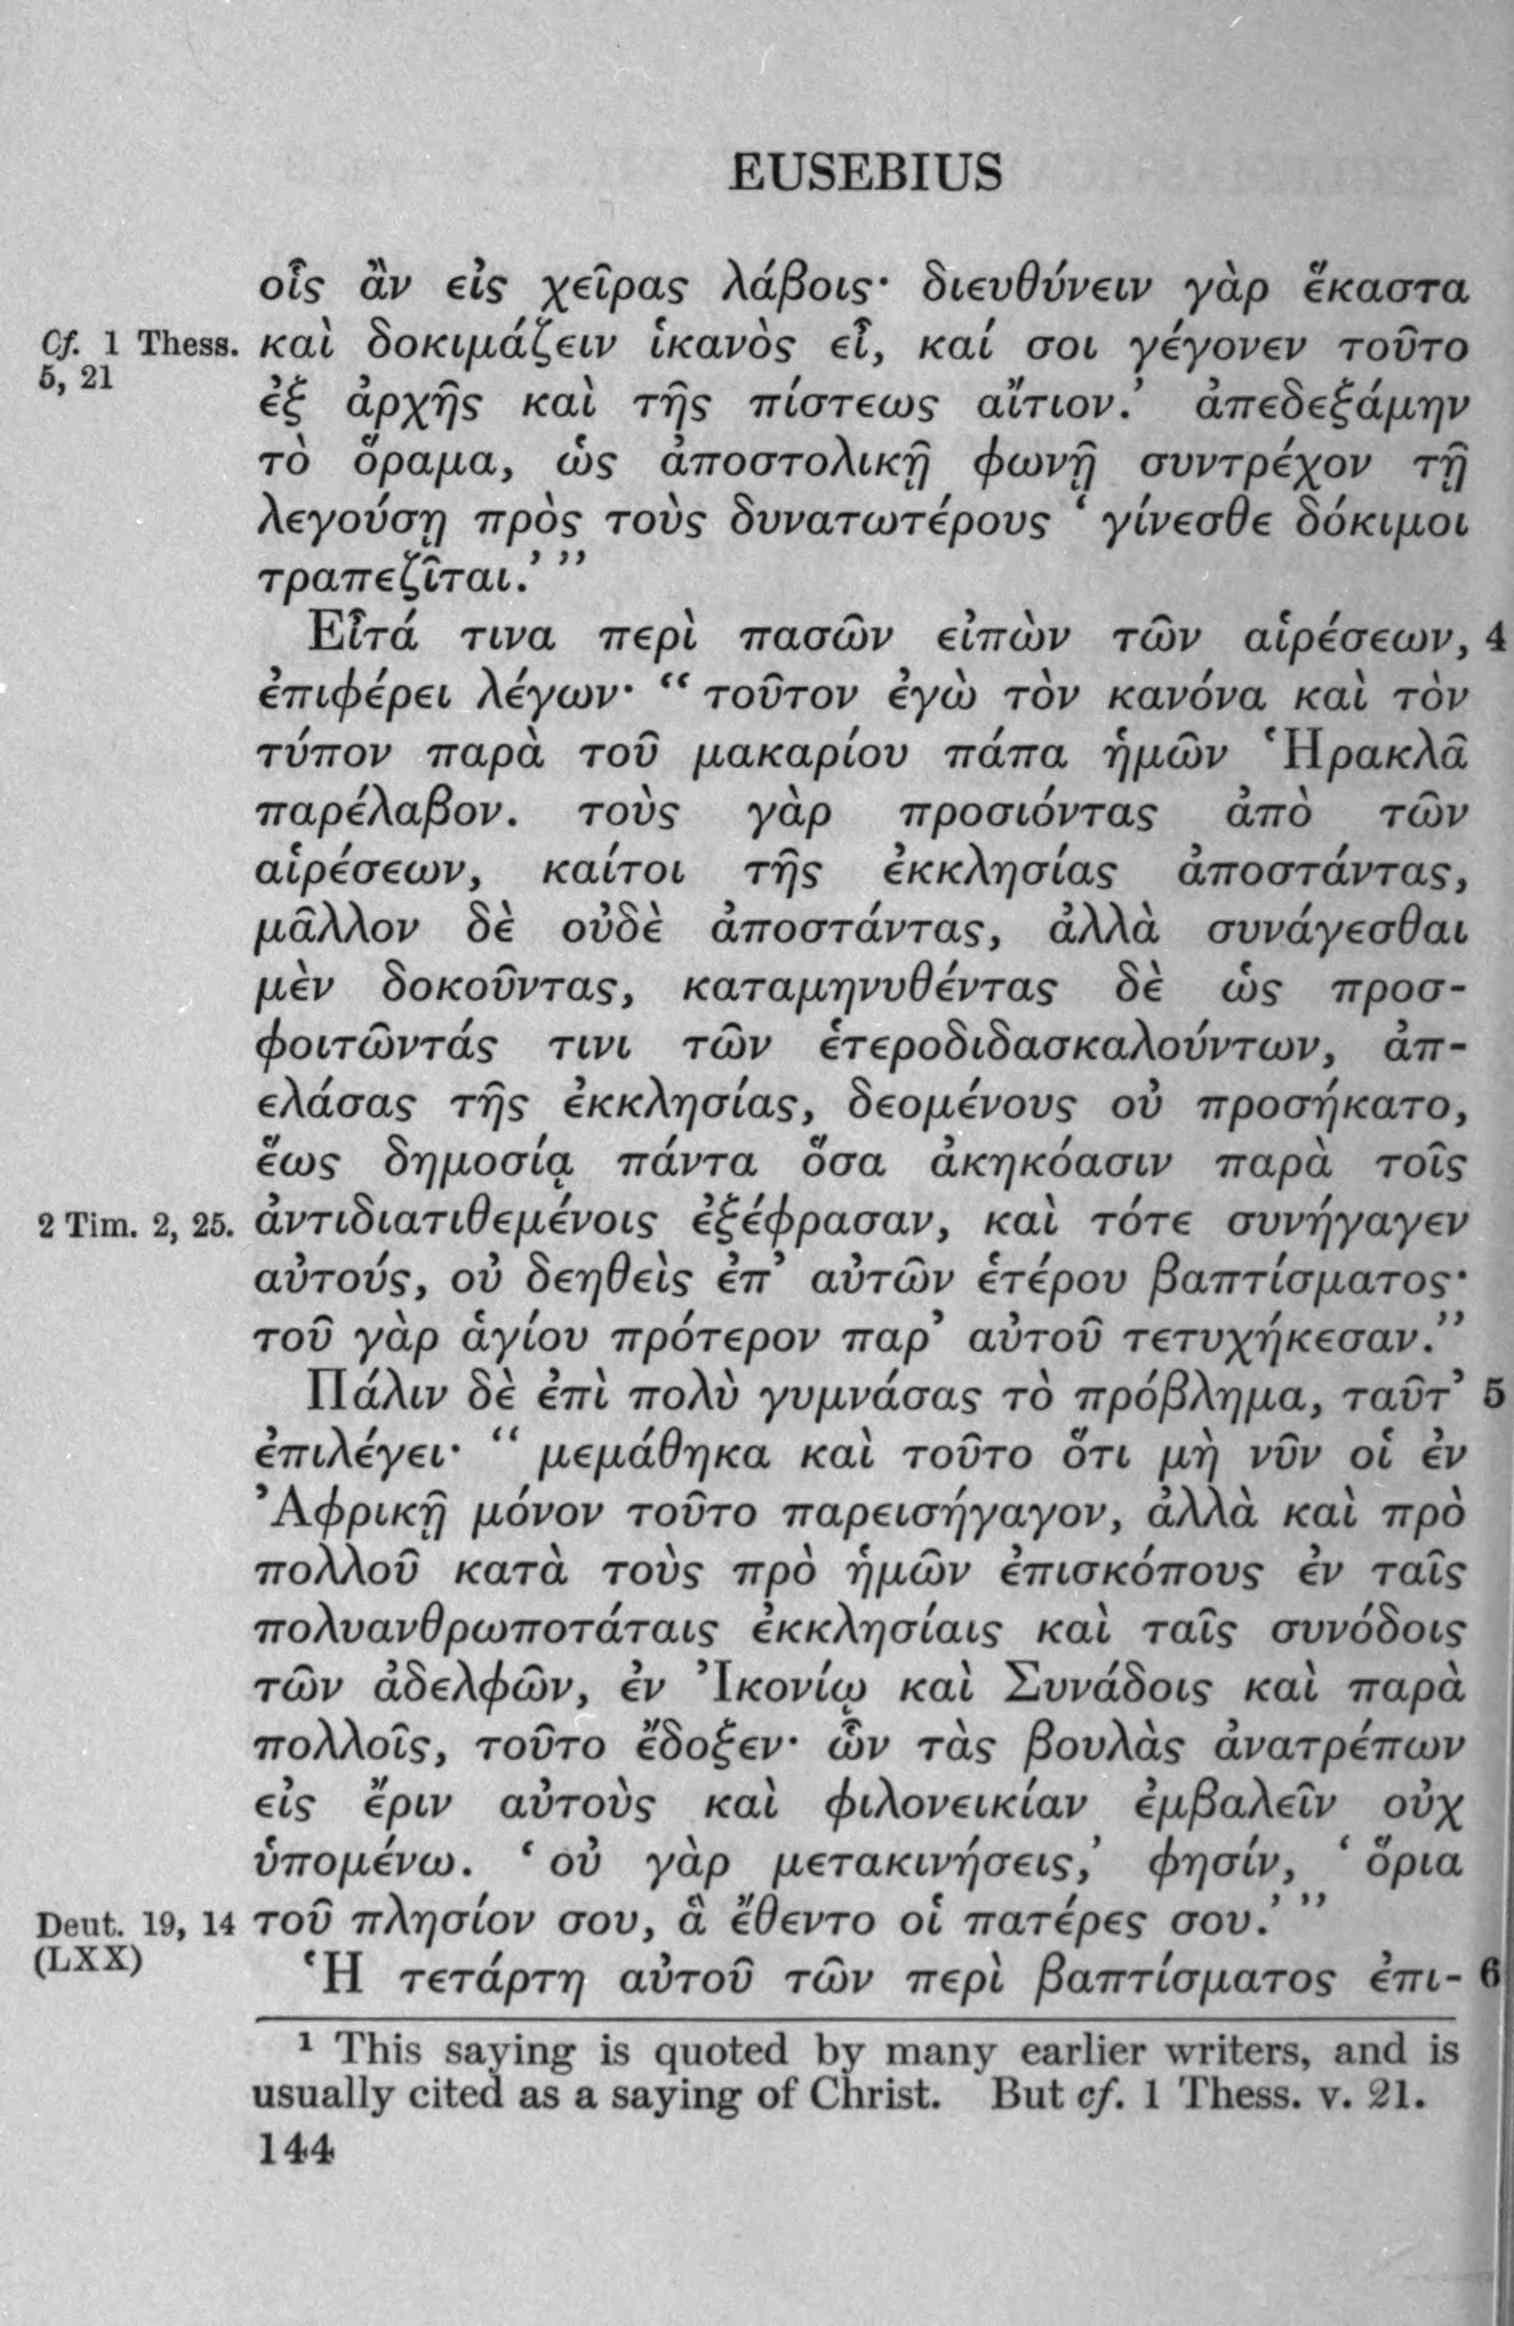 EUSEBIUS
οἷς ἂν εἰς χεῖρας λάβοις· διευθύνειν γὰρ ἕκαστα
Cf. 1 Thess. καὶ δοκιμάζειν ἱκανὸς εἶ, καί σοι γέγονεν τοῦτο
5, 21
ἐξ ἀρχῆς καὶ τῆς πίστεως αἴτιον.’ ἀπεδεξάμην
τὸ ὅραμα, ὡς ἀποστολικῇ φωνῇ συντρέχον τῇ
λεγούσῃ πρὸς τοὺς δυνατωτέρους ‘ γίνεσθε δόκιμοι
τραπεζῖται.’ ”
Εἶτά τινα περὶ πασῶν εἰπὼν τῶν αἱρέσεων, 4
ἐπιφέρει λέγων· “ τοῦτον ἐγὼ τὸν κανόνα καὶ τὸν
τύπον παρὰ τοῦ μακαρίου πάπα ἡμῶν Ἡρακλᾶ
παρέλαβον. τοὺς γὰρ προσιόντας ἀπὸ τῶν
αἱρέσεων, καίτοι τῆς ἐκκλησίας ἀποστάντας,
μᾶλλον δὲ οὐδὲ ἀποστάντας, ἀλλὰ συνάγεσθαι
μὲν δοκοῦντας, καταμηνυθέντας δὲ ὡς προσ-
φοιτῶντάς τινι τῶν ἑτεροδιδασκαλούντων, ἀπ-
ελάσας τῆς ἐκκλησίας, δεομένους οὐ προσήκατο,
ἕως δημοσίᾳ πάντα ὅσα ἀκηκόασιν παρὰ τοῖς
2 Tim. 2, 25. ἀντιδιατιθεμένοις ἐξέφρασαν, καὶ τότε συνήγαγεν
αὐτούς, οὐ δεηθεὶς ἐπ’ αὐτῶν ἑτέρου βαπτίσματος·
τοῦ γὰρ ἁγίου πρότερον παρ’ αὐτοῦ τετυχήκεσαν.”
Πάλιν δὲ ἐπὶ πολὺ γυμνάσας τὸ πρόβλημα, ταῦτ’ 5
ἐπιλέγει· “ μεμάθηκα καὶ τοῦτο ὅτι μὴ νῦν οἱ ἐν
Ἀφρικῇ μόνον τοῦτο παρεισήγαγον, ἀλλὰ καὶ πρὸ
πολλοῦ κατὰ τοὺς πρὸ ἡμῶν ἐπισκόπους ἐν ταῖς
πολυανθρωποτάταις ἐκκλησίαις καὶ ταῖς συνόδοις
τῶν ἀδελφῶν, ἐν Ἰκονίῳ καὶ Συνάδοις καὶ παρὰ
πολλοῖς, τοῦτο ἔδοξεν· ὧν τὰς βουλὰς ἀνατρέπων
εἰς ἔριν αὐτοὺς καὶ φιλονεικίαν ἐμβαλεῖν οὐχ
ὑπομένω. ‘ οὐ γὰρ μετακινήσεις,’ φησίν, ‘ ὅρια
Deut. 19, 14 τοῦ πλησίον σου, ἃ ἔθεντο οἱ πατέρες σου.’ ”
(LXX)
Ἡ τετάρτη αὐτοῦ τῶν περὶ βαπτίσματος ἐπι- 6
¹ This saying is quoted by many earlier writers, and is
usually cited as a saying of Christ. But cf. 1 Thess. v. 21.
144